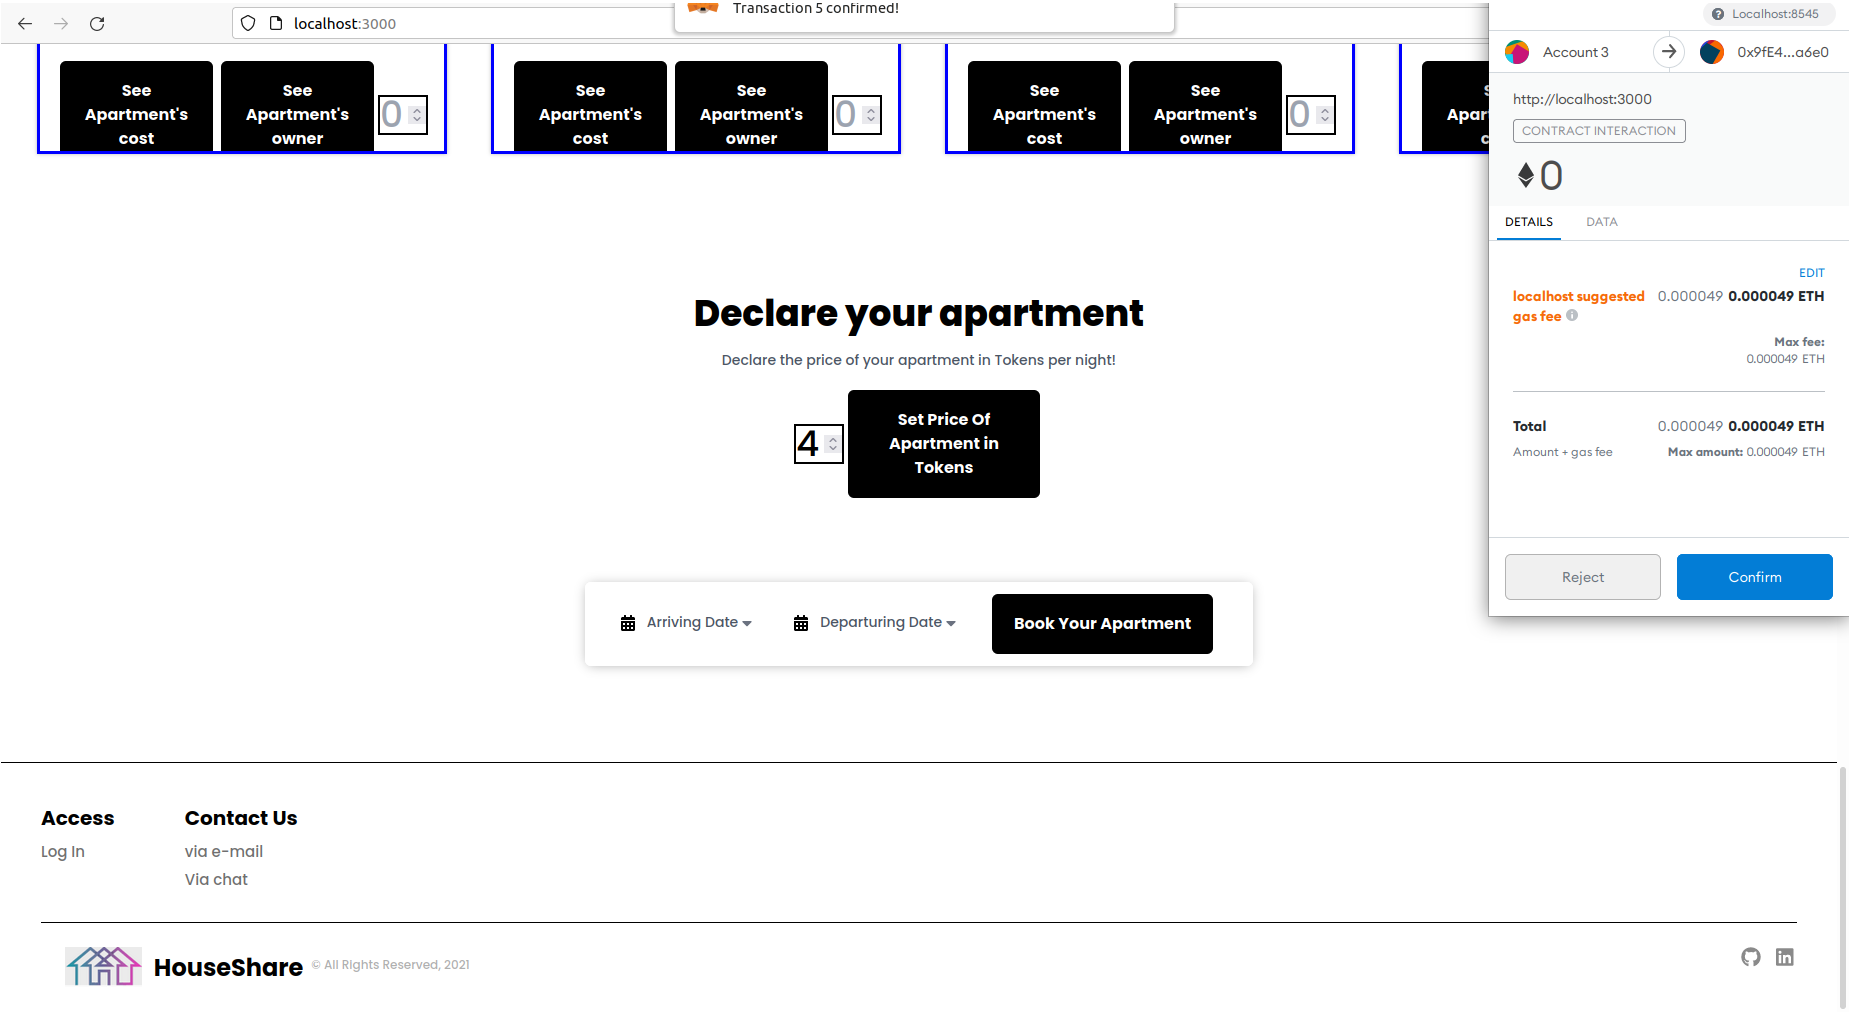 localhost:3000
Transaction 5 confirmed!
See Apartment's cost
See Apartment's owner
0
See Apartment's cost
See Apartment's owner
0
See Apartment's cost
See Apartment's owner
0
Declare your apartment
Declare the price of your apartment in Tokens per night!
4
Set Price Of
Apartment in
Tokens
Arriving Date
Departuring Date
Book Your Apartment
Access
Log In
Contact Us
via e-mail
Via chat
HouseShare
© All Rights Reserved, 2021
Localhost:8545
Account 3
0x9fE4...a6e0
http://localhost:3000
CONTRACT INTERACTION
0
DETAILS
DATA
EDIT
localhost suggested
gas fee
0.000049 0.000049 ETH
Max fee:
0.000049 ETH
Total
0.000049 0.000049 ETH
Amount + gas fee
Max amount: 0.000049 ETH
Reject
Confirm